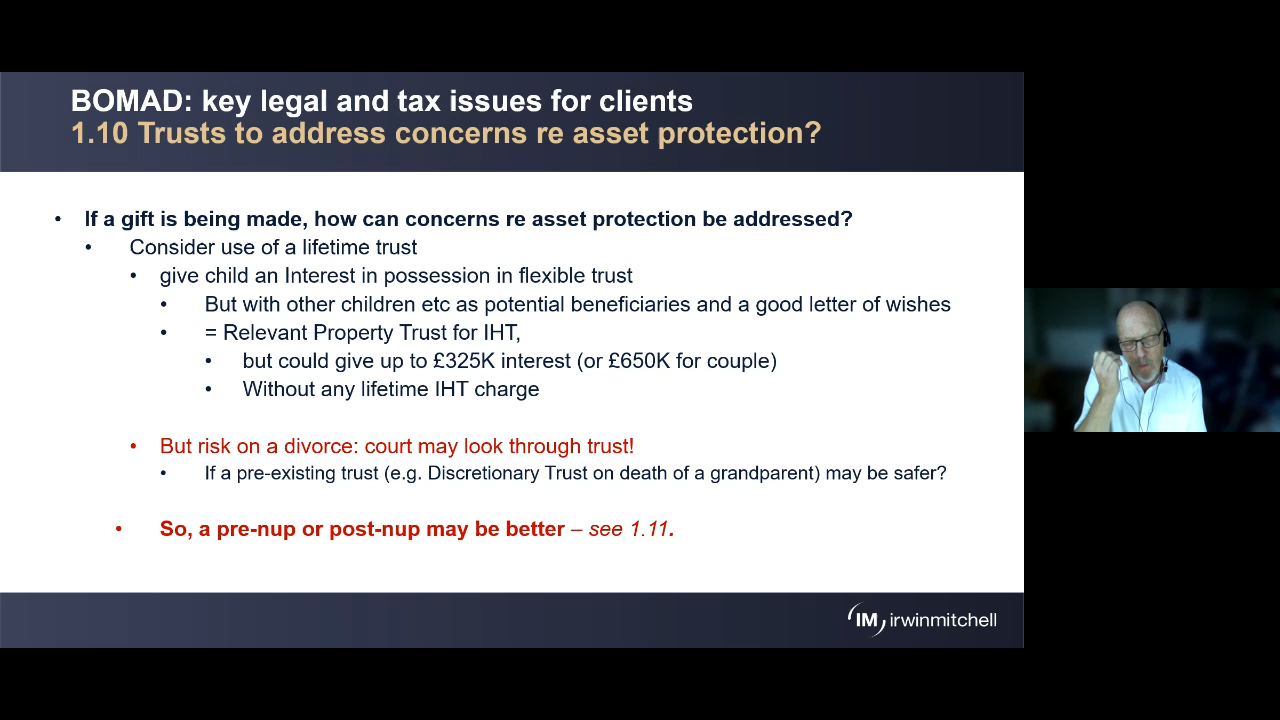 BOMAD: key legal and tax issues for clients
1.10 Trusts to address concerns re asset protection?
• If a gift is being made, how can concerns re asset protection be addressed?
• Consider use of a lifetime trust
• give child an Interest in possession in flexible trust
• But with other children etc as potential beneficiaries and a good letter of wishes
• = Relevant Property Trust for IHT,
• but could give up to £325K interest (or £650K for couple)
• Without any lifetime IHT charge
• But risk on a divorce: court may look through trust!
• If a pre-existing trust (e.g. Discretionary Trust on death of a grandparent) may be safer?
• So, a pre-nup or post-nup may be better – see 1.11.
IM irwinmitchell